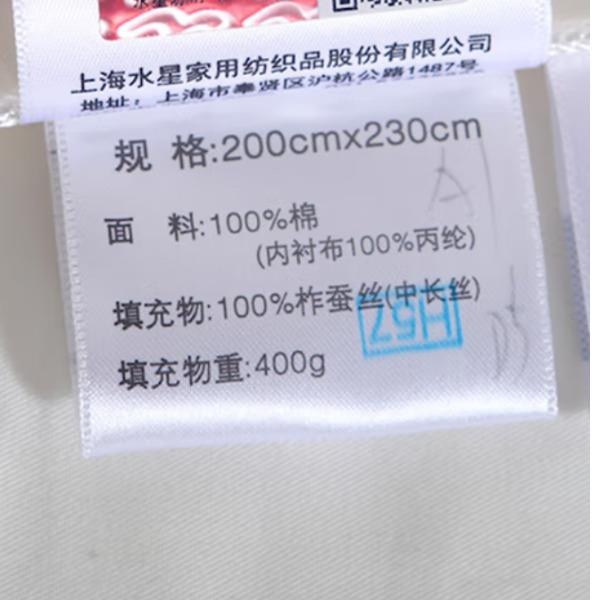 上海水星家用纺织品股份有限公司
地址：上海市奉贤区沪杭公路1487号
规 格:200cmx230cm
面 料:100%棉
(内衬布100%丙纶)
填充物:100%柞蚕丝(中长丝)
H57
填充物重:400g